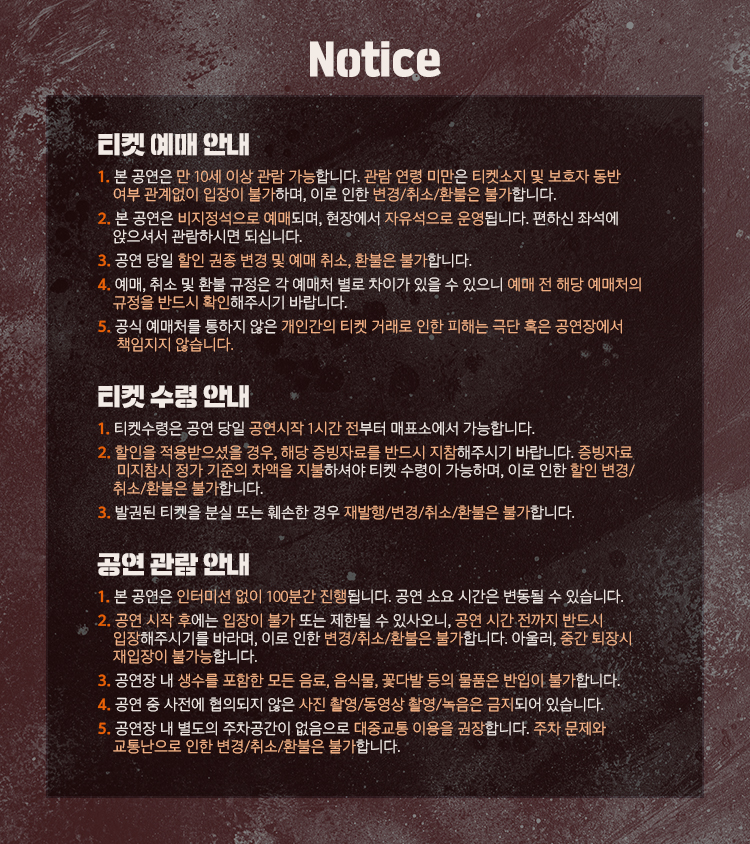 Notice
티켓 예매 안내
1. 본 공연은 만 10세 이상 관람 가능합니다. 관람 연령 미만은 티켓소지 및 보호자 동반
여부 관계없이 입장이 불가하며, 이로 인한 변경/취소/환불은 불가합니다.
2. 본 공연은 비지정석으로 예매되며, 현장에서 자유석으로 운영됩니다. 편하신 좌석에
앉으셔서 관람하시면 되십니다.
3. 공연 당일 할인 권종 변경 및 예매 취소, 환불은 불가합니다.
4. 예매, 취소 및 환불 규정은 각 예매처 별로 차이가 있을 수 있으니 예매 전 해당 예매처의
규정을 반드시 확인해주시기 바랍니다.
5. 공식 예매처를 통하지 않은 개인간의 티켓 거래로 인한 피해는 극단 혹은 공연장에서
책임지지 않습니다.
티켓 수령 안내
1. 티켓수령은 공연 당일 공연시작 1시간 전부터 매표소에서 가능합니다.
2. 할인을 적용받으셨을 경우, 해당 증빙자료를 반드시 지참해주시기 바랍니다. 증빙자료
미지참시 정가 기준의 차액을 지불하셔야 티켓 수령이 가능하며, 이로 인한 할인 변경/
취소/환불은 불가합니다.
3. 발권된 티켓을 분실 또는 훼손한 경우 재발행/변경/취소/환불은 불가합니다.
공연 관람 안내
1. 본 공연은 인터미션 없이 100분간 진행됩니다. 공연 소요 시간은 변동될 수 있습니다.
2. 공연 시작 후에는 입장이 불가 또는 제한될 수 있사오니, 공연 시간 전까지 반드시
입장해주시기를 바라며, 이로 인한 변경/취소/환불은 불가합니다. 아울러, 중간 퇴장시
재입장이 불가능합니다.
3. 공연장 내 생수를 포함한 모든 음료, 음식물, 꽃다발 등의 물품은 반입이 불가합니다.
4. 공연 중 사전에 협의되지 않은 사진 촬영/동영상 촬영/녹음은 금지되어 있습니다.
5. 공연장 내 별도의 주차공간이 없음으로 대중교통 이용을 권장합니다. 주차 문제와
교통난으로 인한 변경/취소/환불은 불가합니다.